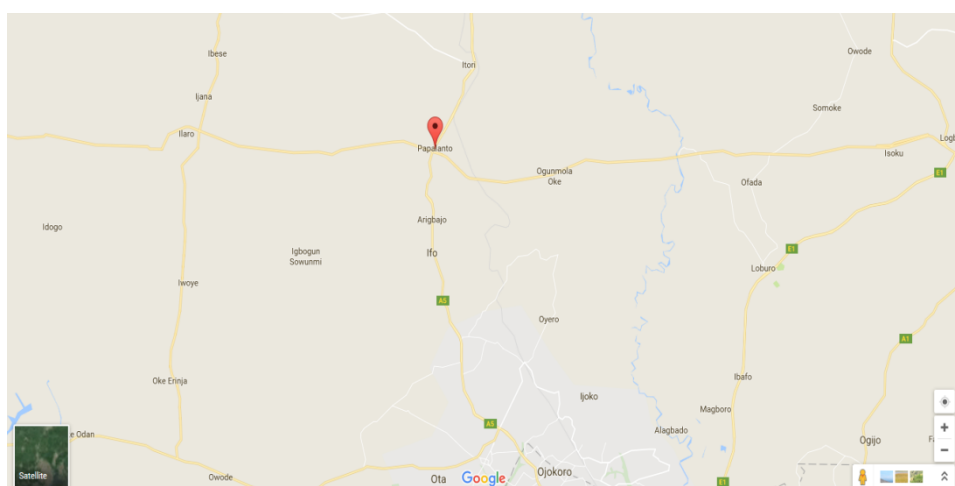 Owode
Ibese
Itori
Ijana
Somoke
Ilaro
Papalanto
Isoku
Ogunmola
Oke
E1
Ofada
Arigbajo
Idogo
Igbogun
Sowunmi
Ifo
E1
Loburo
Iwoye
A5
Oyero
A1
Oke Erinja
Ibafo
Ijoko
Magboro
A5
Alagbado
e Odan
Ogijo
Satellite
Owode
Ota
Google
Ojokoro
E1